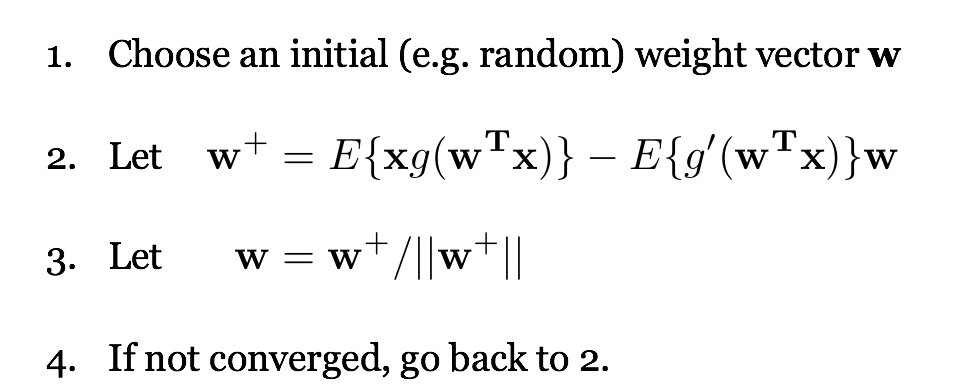 1. Choose an initial (e.g. random) weight vector w
2. Let w⁺ = E{xg(wᵀx)} − E{g′(wᵀx)}w
3. Let w = w⁺/||w⁺||
4. If not converged, go back to 2.